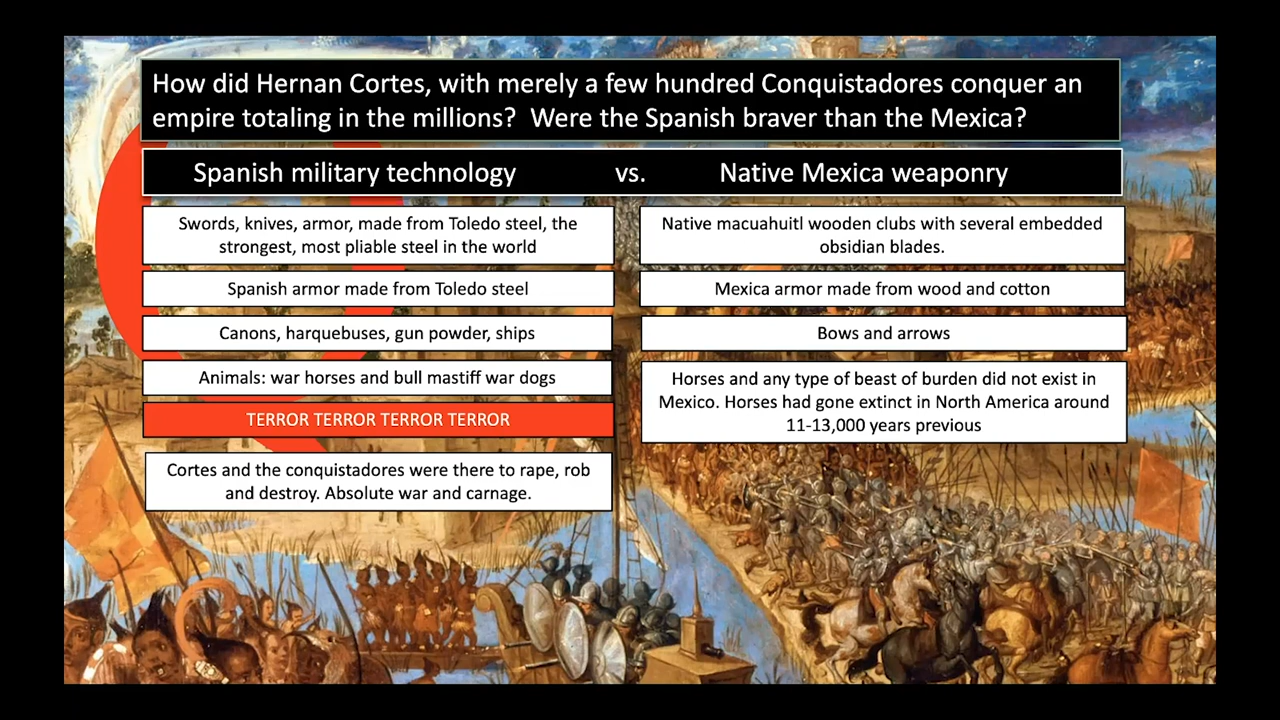 How did Hernan Cortes, with merely a few hundred Conquistadores conquer an
empire totaling in the millions? Were the Spanish braver than the Mexica?
Spanish military technology vs. Native Mexica weaponry
Swords, knives, armor, made from Toledo steel, the
strongest, most pliable steel in the world
Native macuahuitl wooden clubs with several embedded
obsidian blades.
Spanish armor made from Toledo steel
Mexica armor made from wood and cotton
Canons, harquebuses, gun powder, ships
Bows and arrows
Animals: war horses and bull mastiff war dogs
Horses and any type of beast of burden did not exist in
Mexico. Horses had gone extinct in North America around
11-13,000 years previous
TERROR TERROR TERROR TERROR
Cortes and the conquistadores were there to rape, rob
and destroy. Absolute war and carnage.